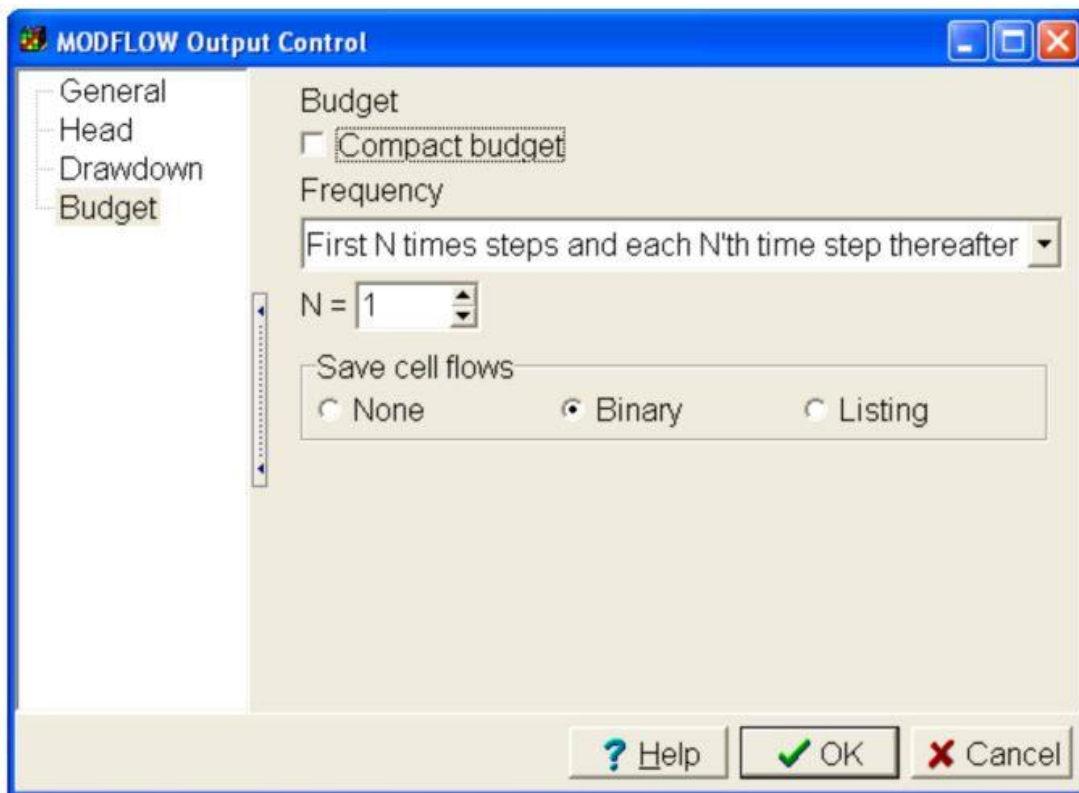 MODFLOW Output Control
General
Head
Drawdown
Budget
Budget
Compact budget
Frequency
First N times steps and each N'th time step thereafter
N = 1
Save cell flows
None Binary Listing
? Help OK Cancel